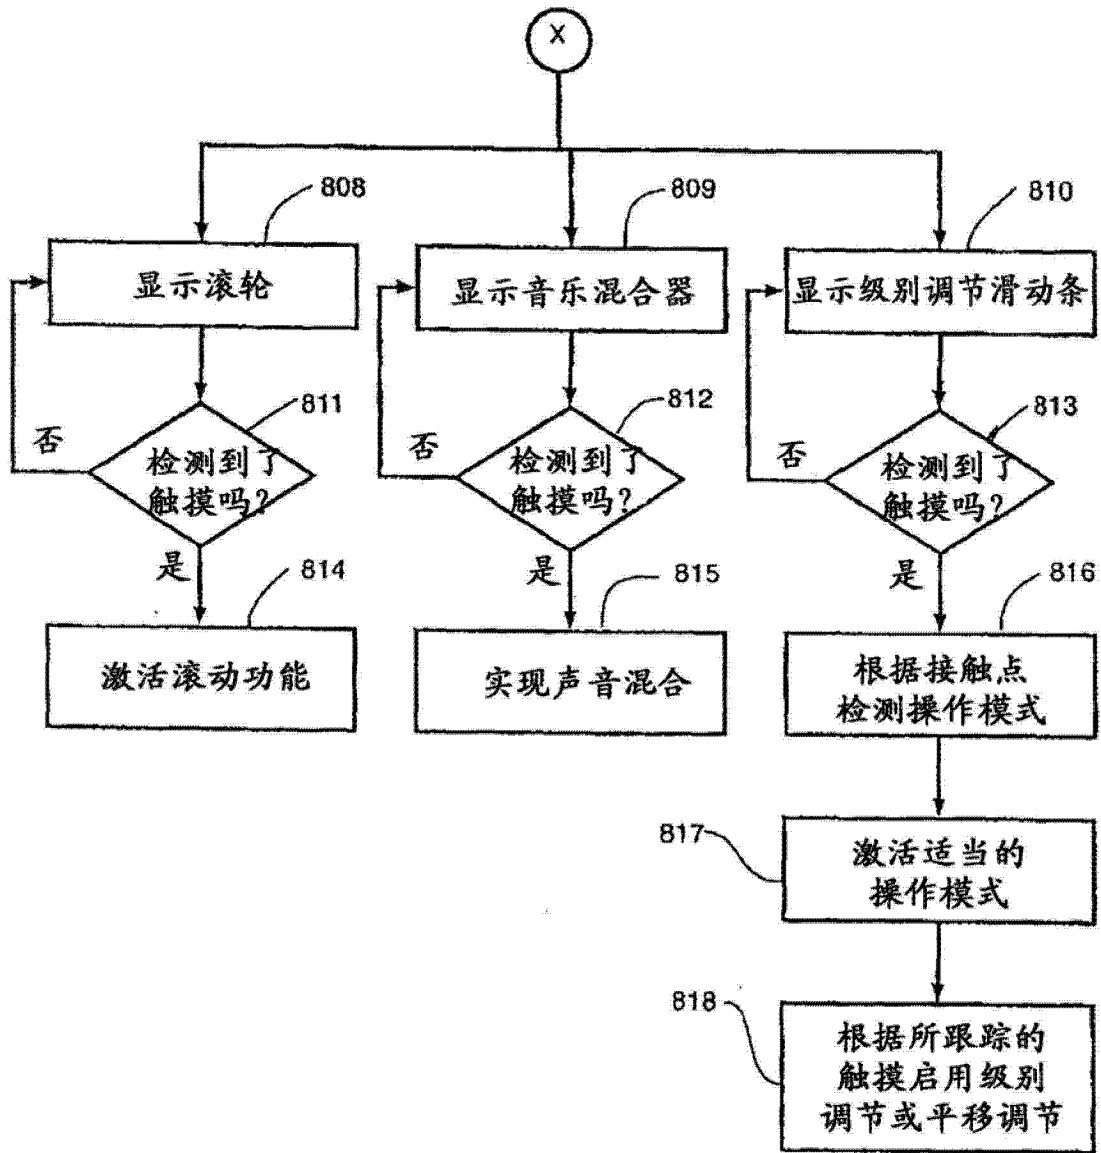 X
808
809
810
显示滚轮
显示音乐混合器
显示级别调节滑动条
811
812
813
否
否
否
检测到了
触摸吗?
检测到了
触摸吗?
检测到了
触摸吗?
是
是
是
814
815
816
激活滚动功能
实现声音混合
根据接触点
检测操作模式
817
激活适当的
操作模式
818
根据所跟踪的
触摸启用级别
调节或平移调节